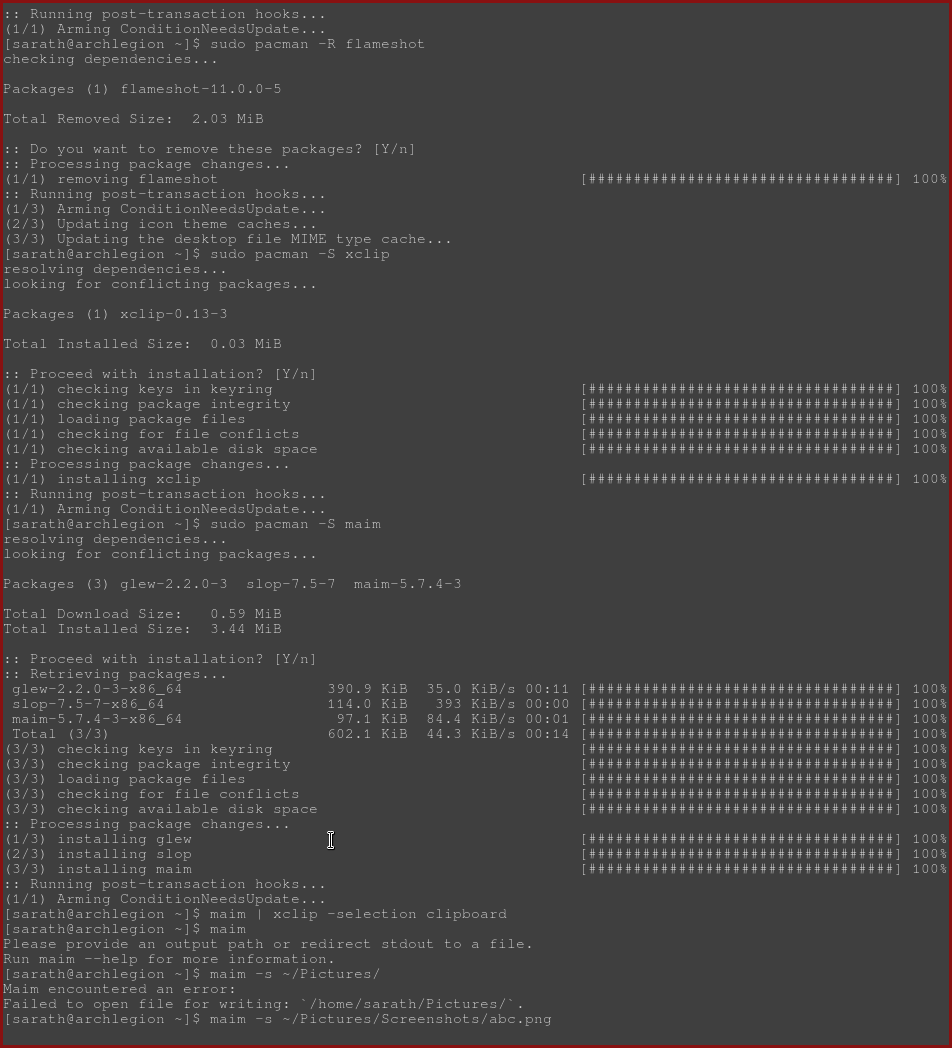 :: Running post-transaction hooks...
(1/1) Arming ConditionNeedsUpdate...
[sarath@archlegion ~]$ sudo pacman -R flameshot
checking dependencies...
Packages (1) flameshot-11.0.0-5
Total Removed Size:  2.03 MiB
:: Do you want to remove these packages? [Y/n]
:: Processing package changes...
(1/1) removing flameshot [##################################] 100%
:: Running post-transaction hooks...
(1/3) Arming ConditionNeedsUpdate...
(2/3) Updating icon theme caches...
(3/3) Updating the desktop file MIME type cache...
[sarath@archlegion ~]$ sudo pacman -S xclip
resolving dependencies...
looking for conflicting packages...
Packages (1) xclip-0.13-3
Total Installed Size:  0.03 MiB
:: Proceed with installation? [Y/n]
(1/1) checking keys in keyring [##################################] 100%
(1/1) checking package integrity [##################################] 100%
(1/1) loading package files [##################################] 100%
(1/1) checking for file conflicts [##################################] 100%
(1/1) checking available disk space [##################################] 100%
:: Processing package changes...
(1/1) installing xclip [##################################] 100%
:: Running post-transaction hooks...
(1/1) Arming ConditionNeedsUpdate...
[sarath@archlegion ~]$ sudo pacman -S maim
resolving dependencies...
looking for conflicting packages...
Packages (3) glew-2.2.0-3  slop-7.5-7  maim-5.7.4-3
Total Download Size:   0.59 MiB
Total Installed Size:  3.44 MiB
:: Proceed with installation? [Y/n]
:: Retrieving packages...
glew-2.2.0-3-x86_64 390.9 KiB  35.0 KiB/s 00:11 [##################################] 100%
slop-7.5-7-x86_64 114.0 KiB   393 KiB/s 00:00 [##################################] 100%
maim-5.7.4-3-x86_64 97.1 KiB  84.4 KiB/s 00:01 [##################################] 100%
Total (3/3) 602.1 KiB  44.3 KiB/s 00:14 [##################################] 100%
(3/3) checking keys in keyring [##################################] 100%
(3/3) checking package integrity [##################################] 100%
(3/3) loading package files [##################################] 100%
(3/3) checking for file conflicts [##################################] 100%
(3/3) checking available disk space [##################################] 100%
:: Processing package changes...
(1/3) installing glew [##################################] 100%
(2/3) installing slop [##################################] 100%
(3/3) installing maim [##################################] 100%
:: Running post-transaction hooks...
(1/1) Arming ConditionNeedsUpdate...
[sarath@archlegion ~]$ maim | xclip -selection clipboard
[sarath@archlegion ~]$ maim
Please provide an output path or redirect stdout to a file.
Run maim --help for more information.
[sarath@archlegion ~]$ maim -s ~/Pictures/
Maim encountered an error:
Failed to open file for writing: `/home/sarath/Pictures/`.
[sarath@archlegion ~]$ maim -s ~/Pictures/Screenshots/abc.png